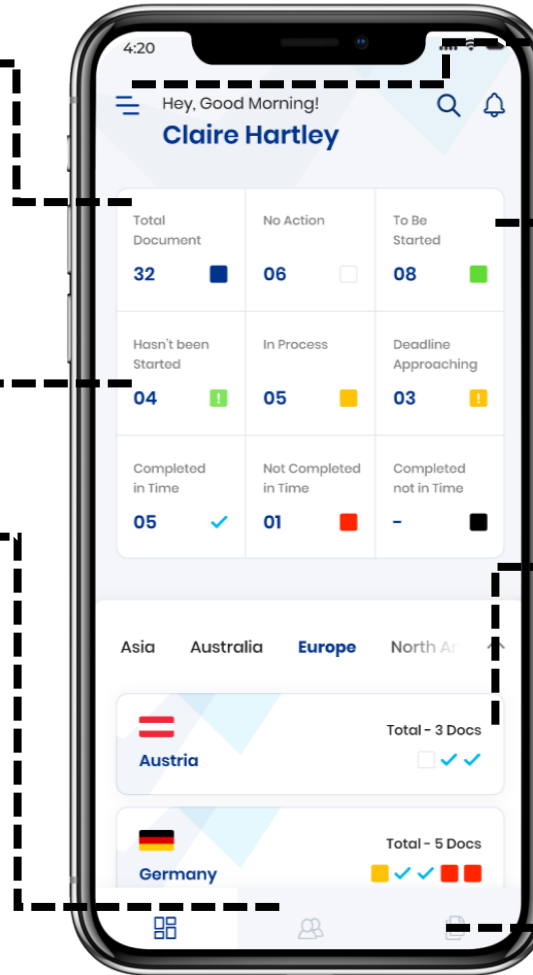 4:20
Hey, Good Morning!
Claire Hartley
Total
Document
32
No Action
06
To Be
Started
08
Hasn't been
Started
04
!
In Process
05
Deadline
Approaching
03
!
Completed
in Time
05
Not Completed
in Time
01
Completed
not in Time
-
Asia Australia Europe North Am
Total - 3 Docs
Austria
Total - 5 Docs
Germany